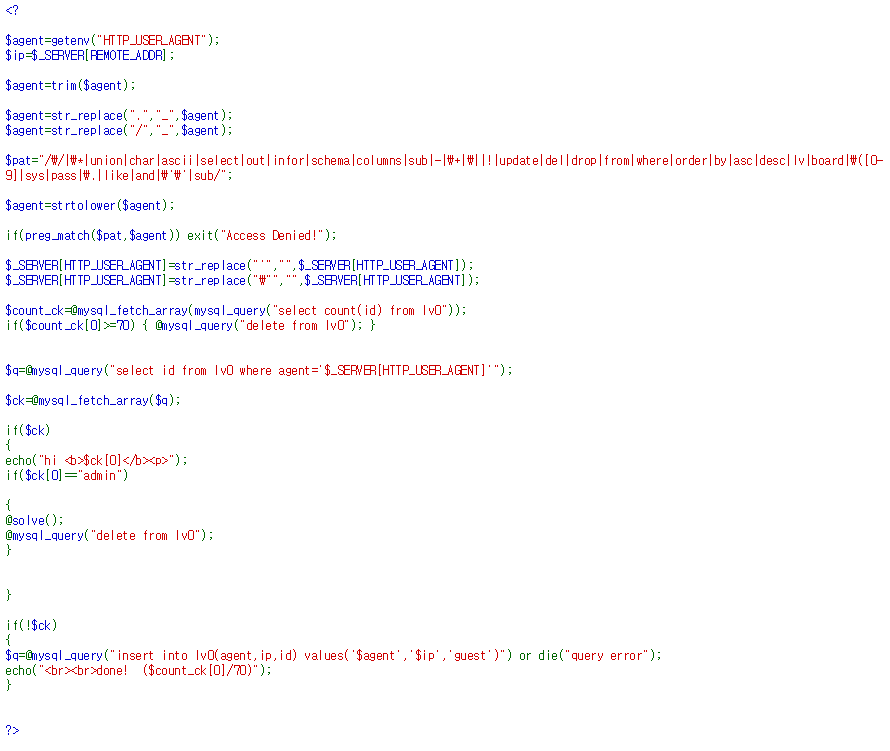 <?
$agent=getenv("HTTP_USER_AGENT");
$ip=$_SERVER[REMOTE_ADDR];
$agent=trim($agent);
$agent=str_replace(".","_",$agent);
$agent=str_replace("/","_",$agent);
$pat="/₩/|₩*|union|char|ascii|select|out|infor|schema|columns|sub|-|₩+|₩||!|update|del|drop|from|where|order|by|asc|desc|lv|board|₩([0-
9]|sys|pass|₩.|like|and|₩'₩'|sub/";
$agent=strtolower($agent);
if(preg_match($pat,$agent)) exit("Access Denied!");
$_SERVER[HTTP_USER_AGENT]=str_replace("'","",$_SERVER[HTTP_USER_AGENT]);
$_SERVER[HTTP_USER_AGENT]=str_replace("₩"","",$_SERVER[HTTP_USER_AGENT]);
$count_ck=@mysql_fetch_array(mysql_query("select count(id) from lv0"));
if($count_ck[0]>=70) { @mysql_query("delete from lv0"); }
$q=@mysql_query("select id from lv0 where agent='$_SERVER[HTTP_USER_AGENT]'");
$ck=@mysql_fetch_array($q);
if($ck)
{
echo("hi <b>$ck[0]</b><p>");
if($ck[0]=="admin")
{
@solve();
@mysql_query("delete from lv0");
}
}
if(!$ck)
{
$q=@mysql_query("insert into lv0(agent,ip,id) values('$agent','$ip','guest')") or die("query error");
echo("<br><br>done!  ($count_ck[0]/70)");
}
?>